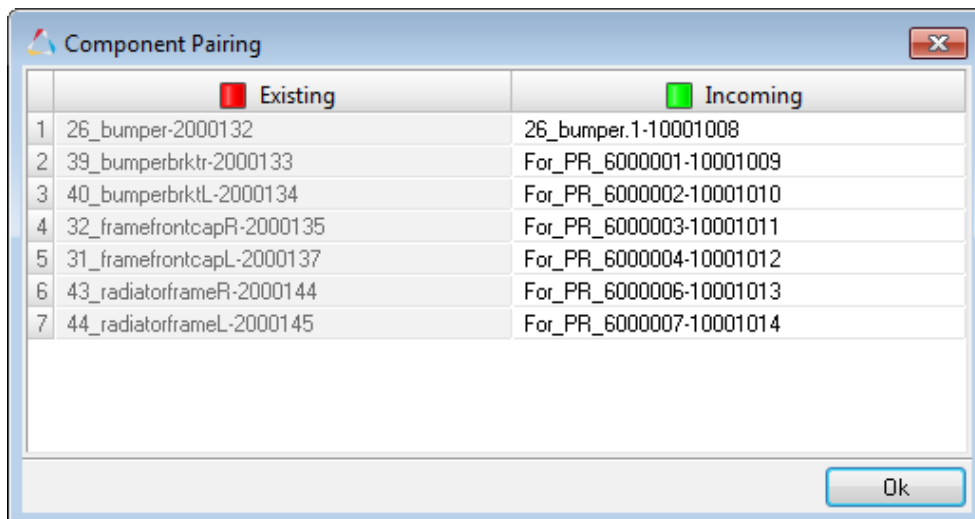 Component Pairing
Existing Incoming
1 26_bumper-2000132 26_bumper.1-10001008
2 39_bumperbrktr-2000133 For_PR_6000001-10001009
3 40_bumperbrktL-2000134 For_PR_6000002-10001010
4 32_framefrontcapR-2000135 For_PR_6000003-10001011
5 31_framefrontcapL-2000137 For_PR_6000004-10001012
6 43_radiatorframeR-2000144 For_PR_6000006-10001013
7 44_radiatorframeL-2000145 For_PR_6000007-10001014
Ok